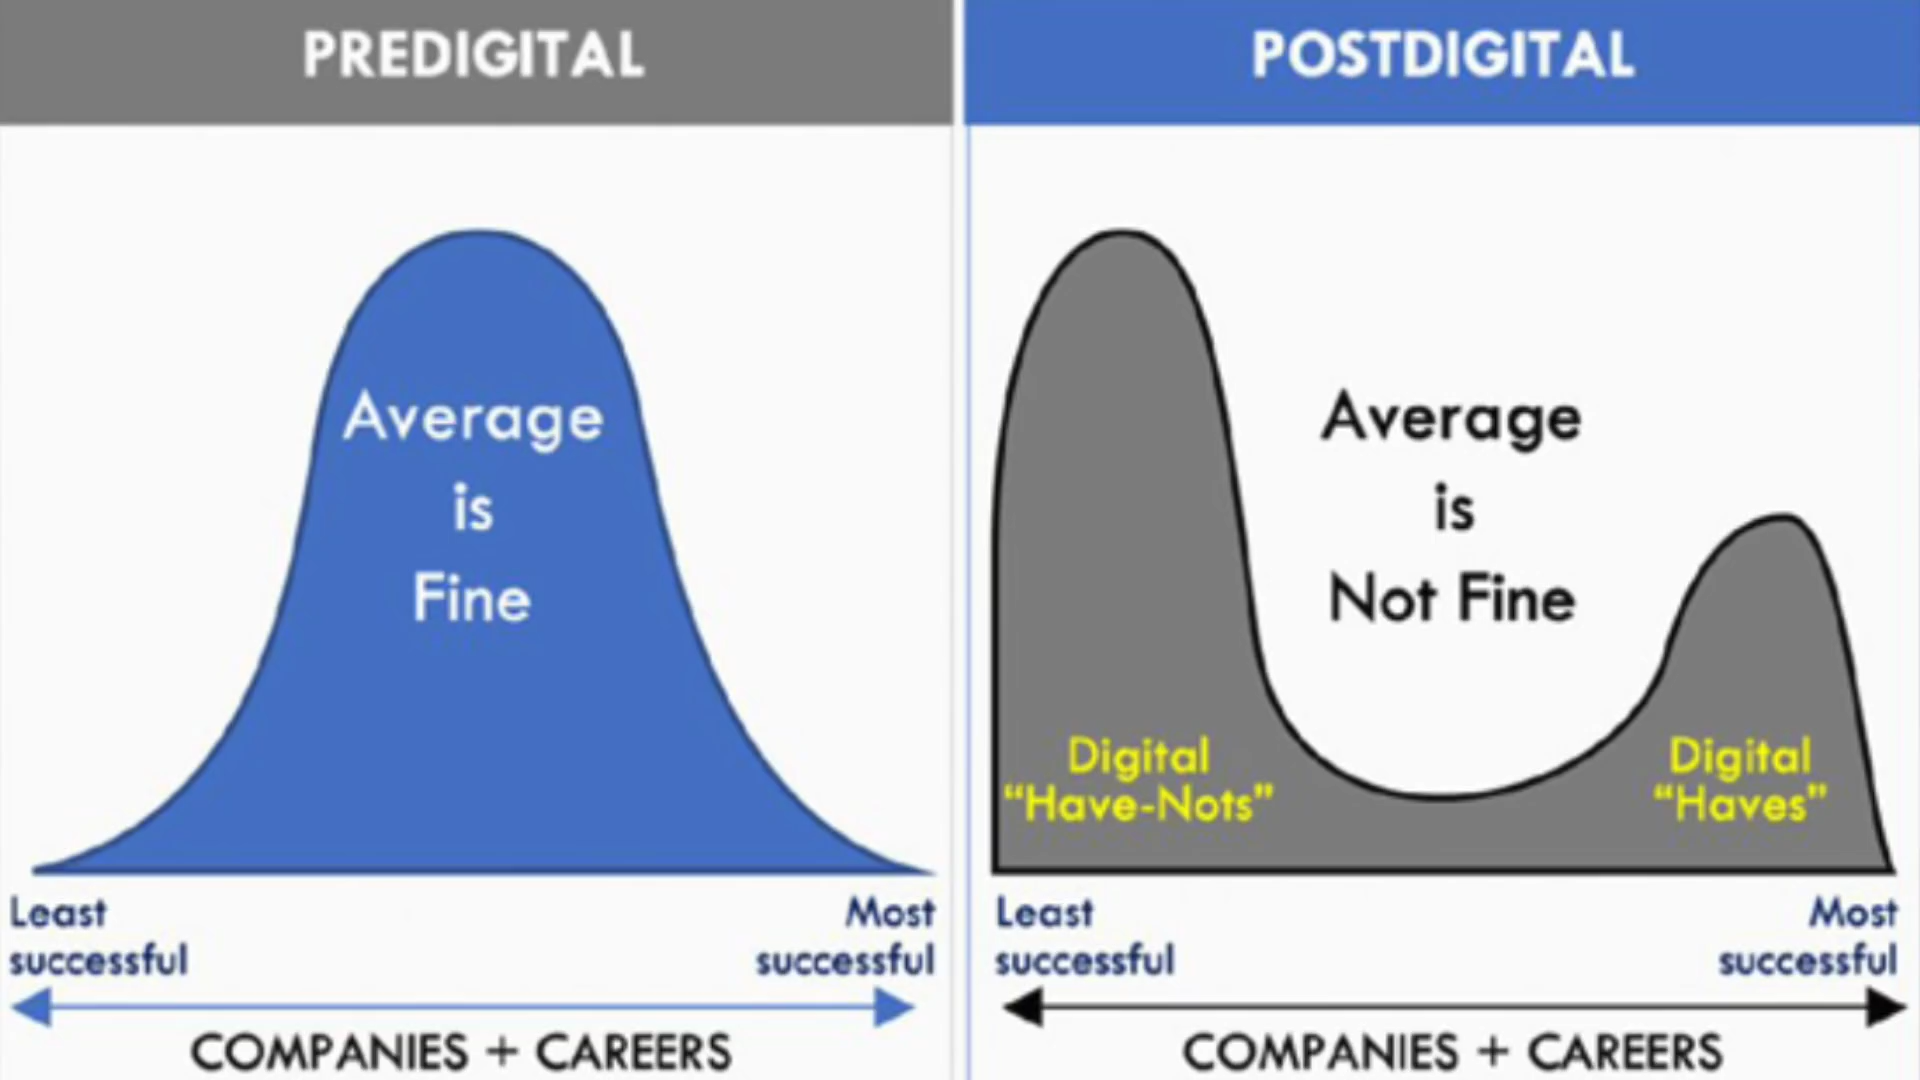 PREDIGITAL
Average
is
Fine
Least
successful
Most
successful
COMPANIES + CAREERS
POSTDIGITAL
Average
is
Not Fine
Digital
“Have-Nots”
Digital
“Haves”
Least
successful
Most
successful
COMPANIES + CAREERS